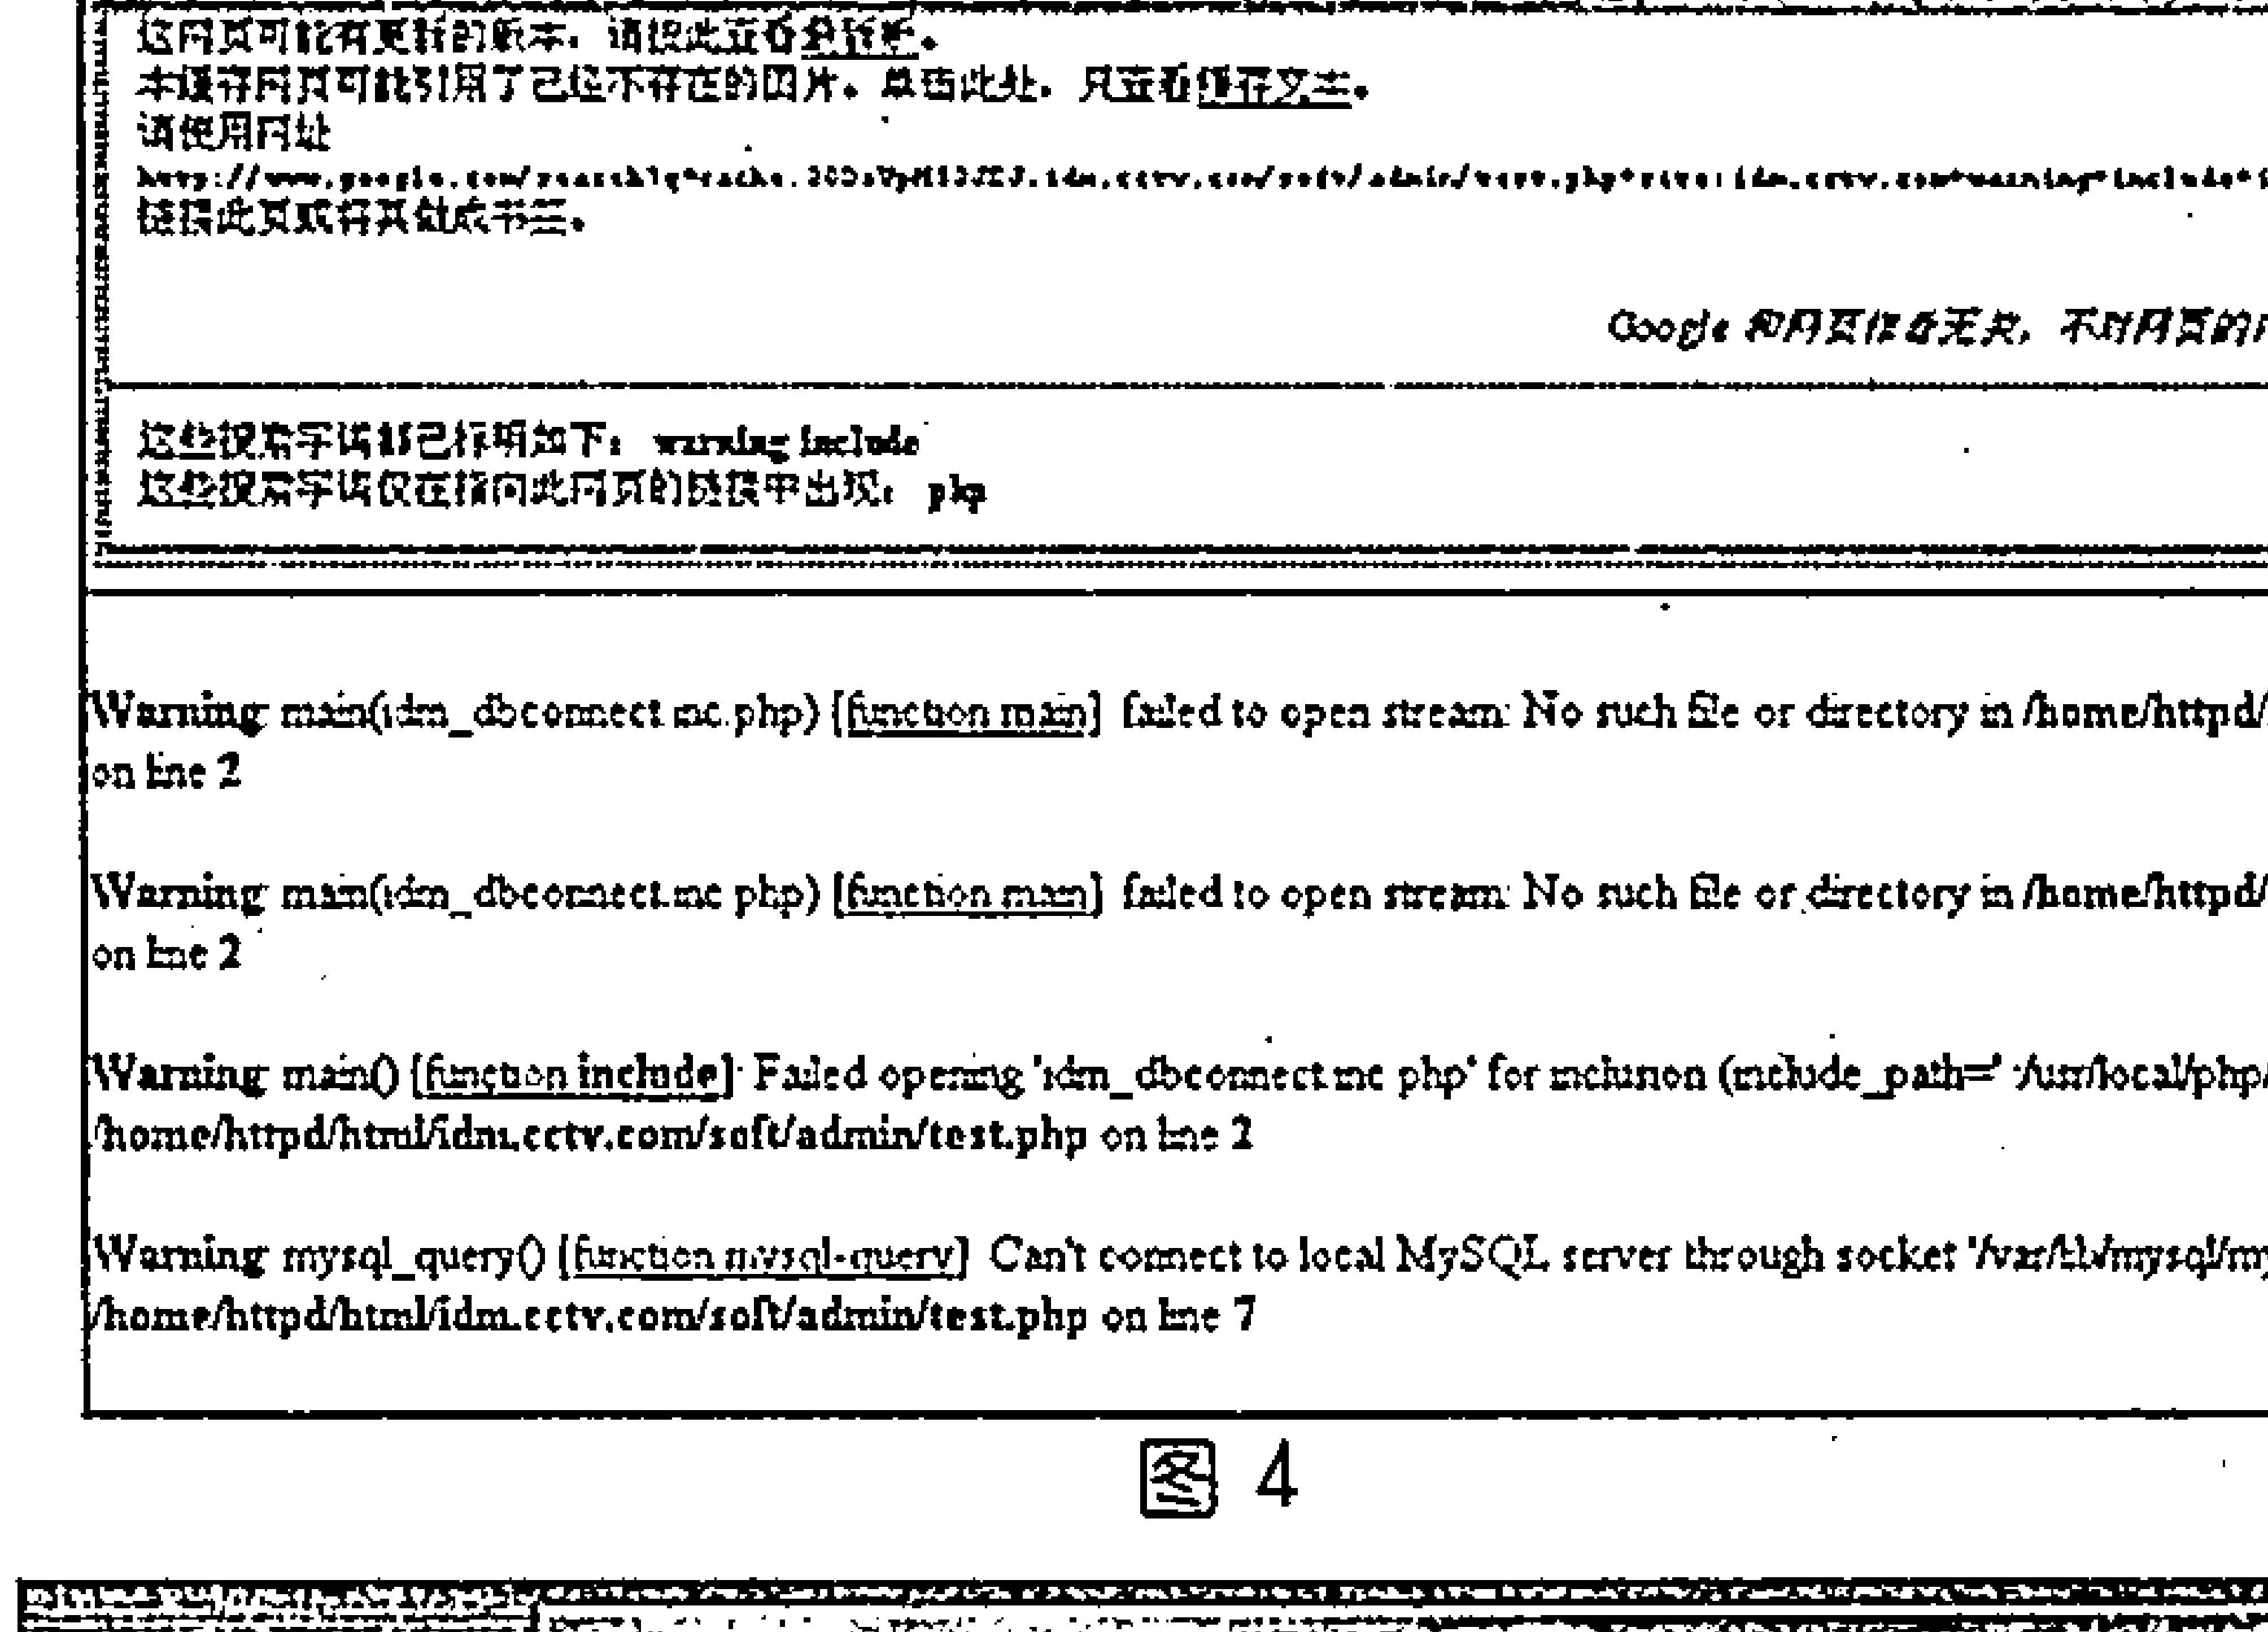 这网页可能有更新的版本，请按此查看
本缓存网页可能引用了已经不存在的图片。单击此处，只查看缓存文本。
请使用网址
链接此页或将其做成书签。
Google 和网页作者无关，不对网页的
这些搜索字词都已标明如下： warning include
这些搜索字词仅在指向此网页的链接中出现： php
Warning main(idm_dbconnect.inc.php) [function main] failed to open stream: No such file or directory in /home/httpd/
on line 2
Warning main(idm_dbconnect.inc php) [function main] failed to open stream: No such file or directory in /home/httpd/
on line 2
Warning main() [function include] Failed opening 'idm_dbconnect.inc php' for inclusion (include_path='.:/usr/local/php/
/home/httpd/html/idm.cctv.com/soft/admin/test.php on line 2
Warning mysql_query() [function mysql-query] Can't connect to local MySQL server through socket
/home/httpd/html/idm.cctv.com/soft/admin/test.php on line 7
图 4